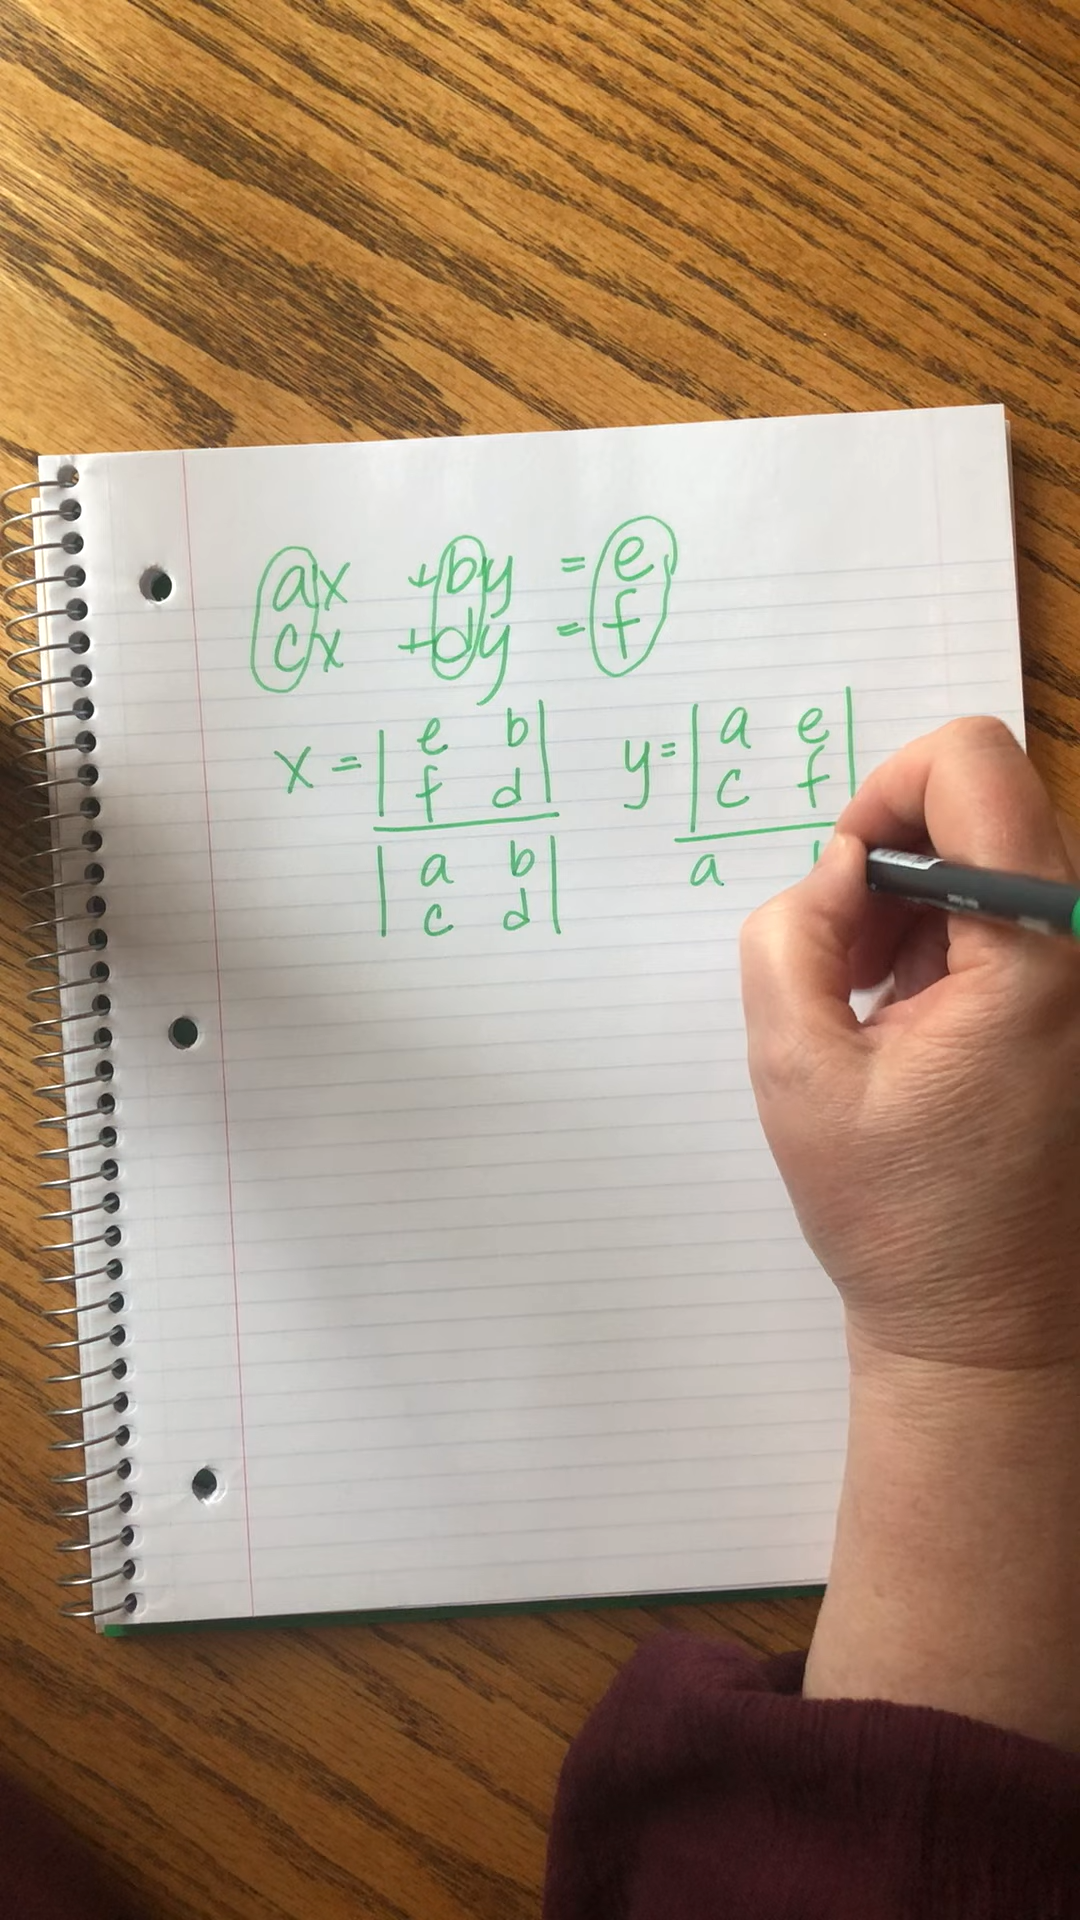 ax +by = e
cx +dy = f
x = | e b | y = | a e |
f d c f
| a b | a
c d